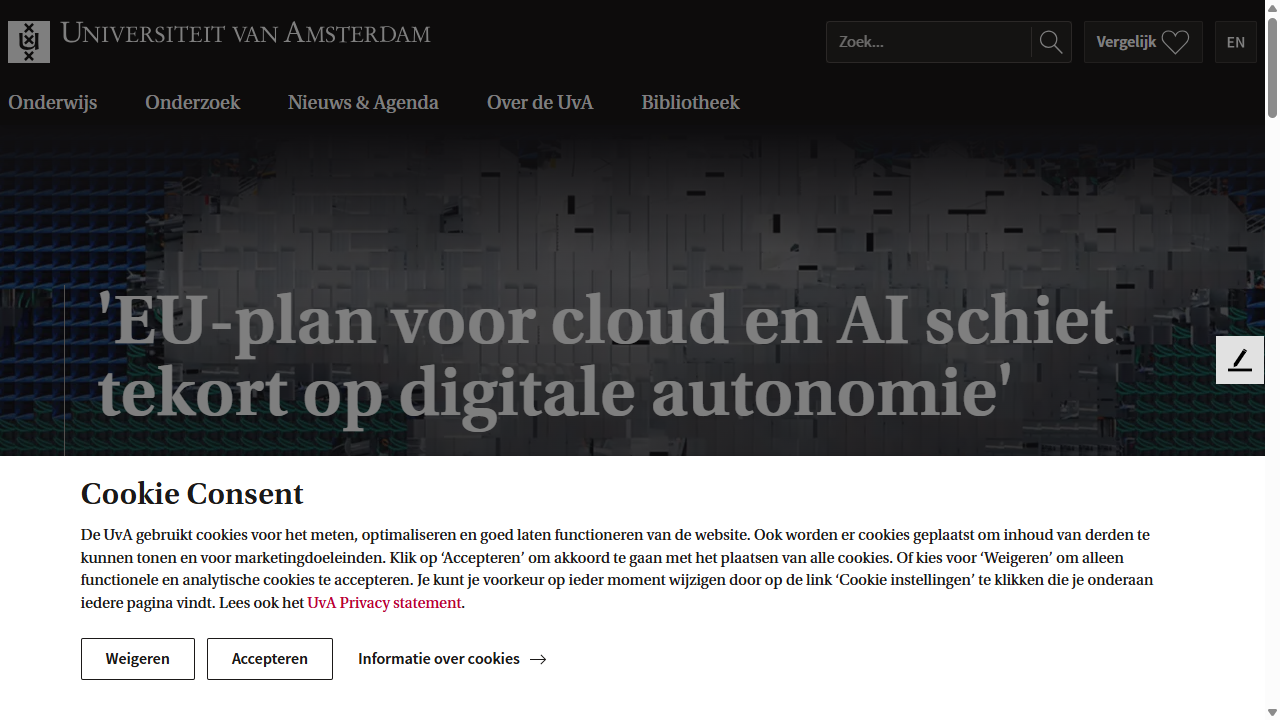 UNIVERSITEIT VAN AMSTERDAM
Zoek...
Vergelijk
EN
Onderwijs
Onderzoek
Nieuws & Agenda
Over de UvA
Bibliotheek
'EU-plan voor cloud en AI schiet
tekort op digitale autonomie'
Cookie Consent
De UvA gebruikt cookies voor het meten, optimaliseren en goed laten functioneren van de website. Ook worden er cookies geplaatst om inhoud van derden te
kunnen tonen en voor marketingdoeleinden. Klik op ‘Accepteren’ om akkoord te gaan met het plaatsen van alle cookies. Of kies voor ‘Weigeren’ om alleen
functionele en analytische cookies te accepteren. Je kunt je voorkeur op ieder moment wijzigen door op de link ‘Cookie instellingen’ te klikken die je onderaan
iedere pagina vindt. Lees ook het UvA Privacy statement.
Weigeren
Accepteren
Informatie over cookies